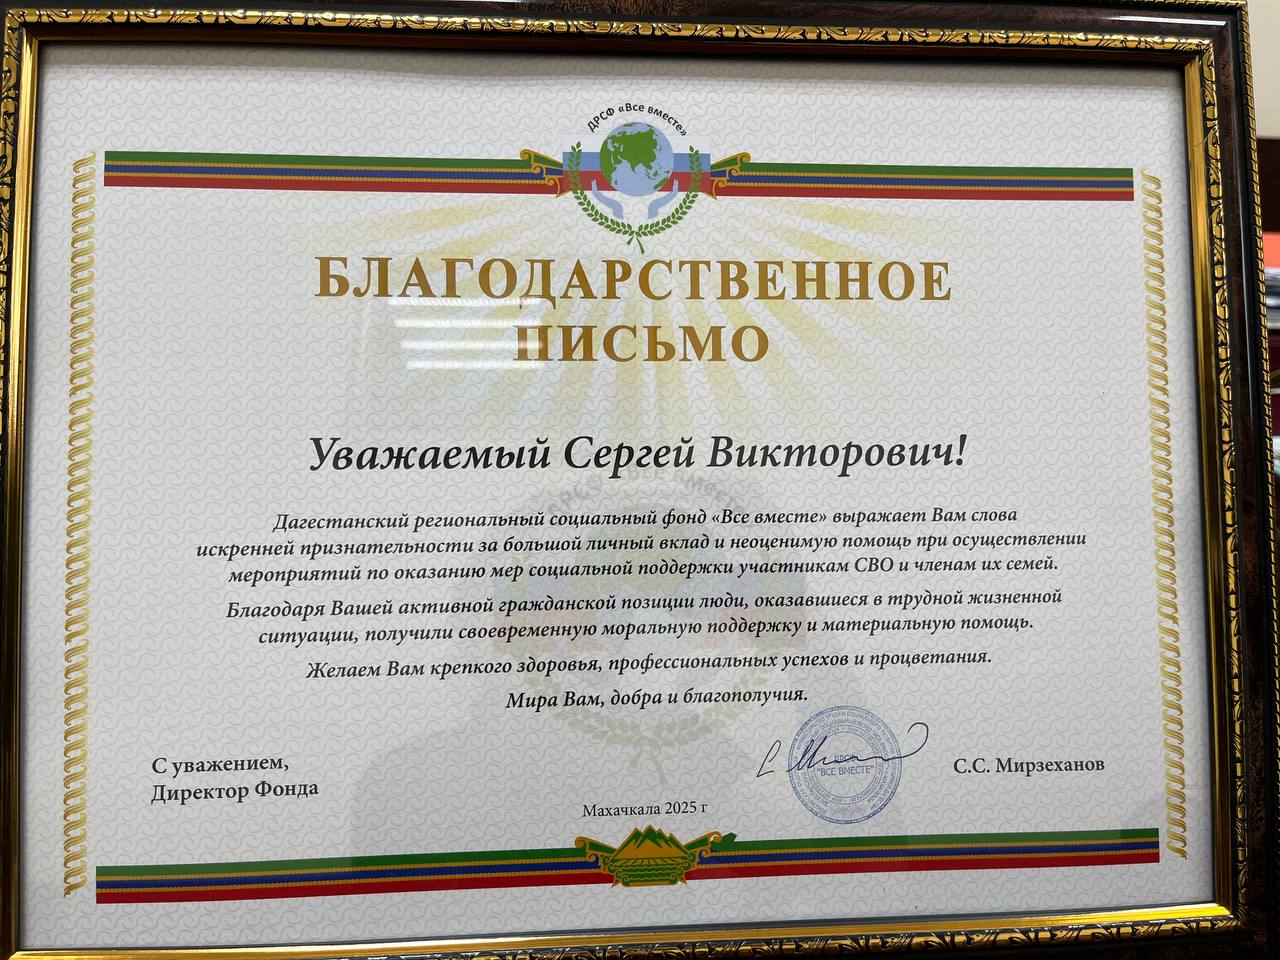 ДРСФ «Все вместе»
БЛАГОДАРСТВЕННОЕ
ПИСЬМО
Уважаемый Сергей Викторович!
Дагестанский региональный социальный фонд «Все вместе» выражает Вам слова
искренней признательности за большой личный вклад и неоценимую помощь при осуществлении
мероприятий по оказанию мер социальной поддержки участникам СВО и членам их семей.
Благодаря Вашей активной гражданской позиции люди, оказавшиеся в трудной жизненной
ситуации, получили своевременную моральную поддержку и материальную помощь.
Желаем Вам крепкого здоровья, профессиональных успехов и процветания.
Мира Вам, добра и благополучия.
С уважением,
Директор Фонда
ДРСФ
"ВСЕ ВМЕСТЕ"
С.С. Мирзеханов
Махачкала 2025 г